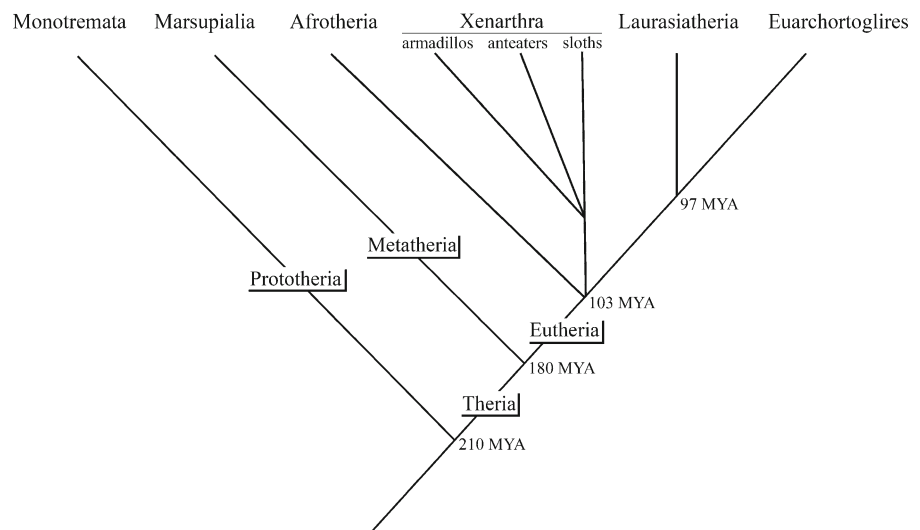 Monotremata Marsupialia Afrotheria Xenarthra Laurasiatheria Euarchortoglires
armadillos anteaters sloths
97 MYA
Metatheria
Prototheria
103 MYA
Eutheria
180 MYA
Theria
210 MYA